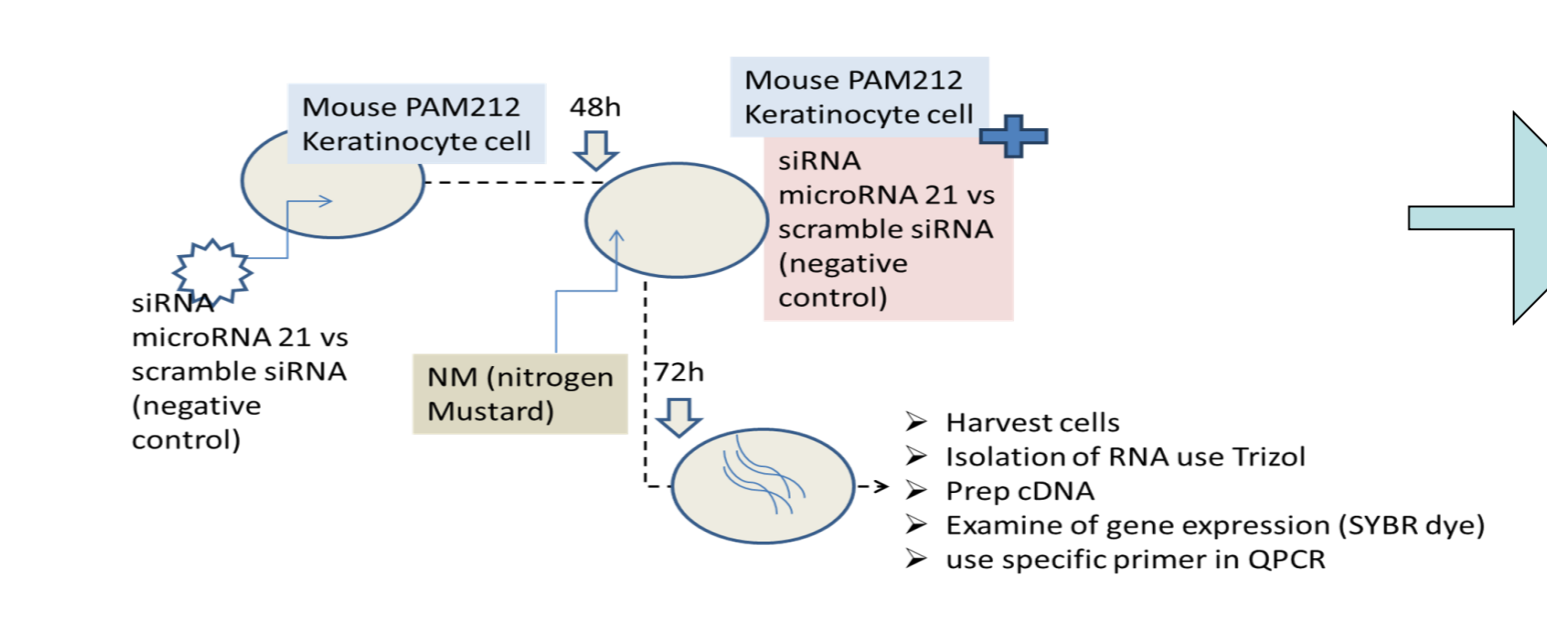 Mouse PAM212
Keratinocyte cell
48h
Mouse PAM212
Keratinocyte cell
siRNA
microRNA 21 vs
scramble siRNA
(negative
control)
siRNA
microRNA 21 vs
scramble siRNA
(negative
control)
NM (nitrogen
Mustard)
72h
Harvest cells
Isolation of RNA use Trizol
Prep cDNA
Examine of gene expression (SYBR dye)
use specific primer in QPCR